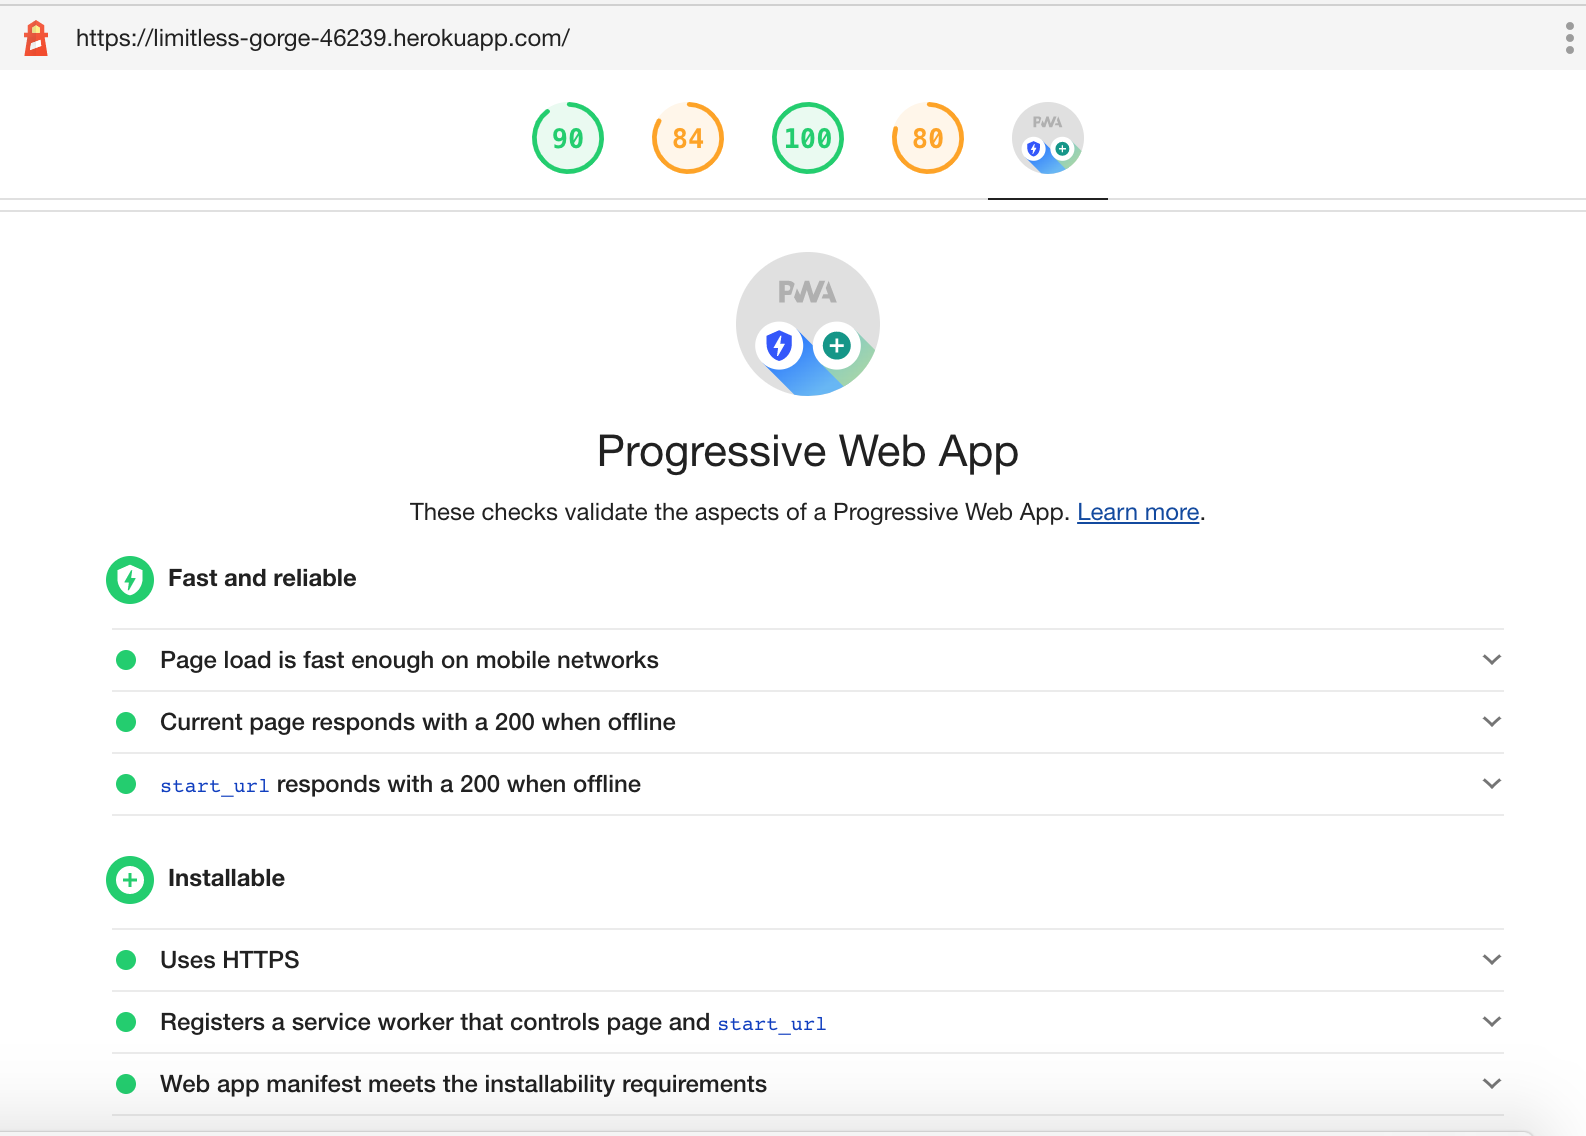 https://limitless-gorge-46239.herokuapp.com/
90 84 100 80 PWA
PWA
Progressive Web App
These checks validate the aspects of a Progressive Web App. Learn more.
Fast and reliable
Page load is fast enough on mobile networks
Current page responds with a 200 when offline
start_url responds with a 200 when offline
Installable
Uses HTTPS
Registers a service worker that controls page and start_url
Web app manifest meets the installability requirements